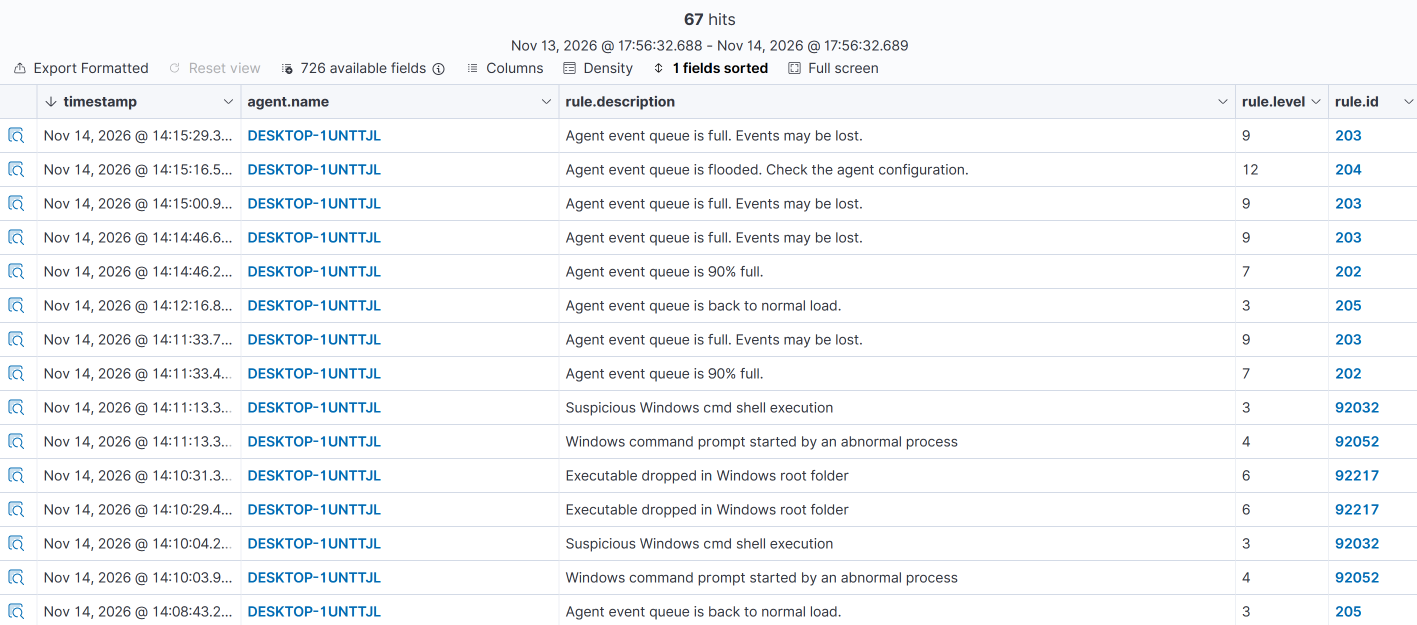 67 hits
Nov 13, 2026 @ 17:56:32.688 - Nov 14, 2026 @ 17:56:32.689
Export Formatted Reset view 726 available fields Columns Density 1 fields sorted Full screen
timestamp agent.name rule.description rule.level rule.id
Nov 14, 2026 @ 14:15:29.3... DESKTOP-1UNTTJL Agent event queue is full. Events may be lost. 9 203
Nov 14, 2026 @ 14:15:16.5... DESKTOP-1UNTTJL Agent event queue is flooded. Check the agent configuration. 12 204
Nov 14, 2026 @ 14:15:00.9... DESKTOP-1UNTTJL Agent event queue is full. Events may be lost. 9 203
Nov 14, 2026 @ 14:14:46.6... DESKTOP-1UNTTJL Agent event queue is full. Events may be lost. 9 203
Nov 14, 2026 @ 14:14:46.2... DESKTOP-1UNTTJL Agent event queue is 90% full. 7 202
Nov 14, 2026 @ 14:12:16.8... DESKTOP-1UNTTJL Agent event queue is back to normal load. 3 205
Nov 14, 2026 @ 14:11:33.7... DESKTOP-1UNTTJL Agent event queue is full. Events may be lost. 9 203
Nov 14, 2026 @ 14:11:33.4... DESKTOP-1UNTTJL Agent event queue is 90% full. 7 202
Nov 14, 2026 @ 14:11:13.3... DESKTOP-1UNTTJL Suspicious Windows cmd shell execution 3 92032
Nov 14, 2026 @ 14:11:13.3... DESKTOP-1UNTTJL Windows command prompt started by an abnormal process 4 92052
Nov 14, 2026 @ 14:10:31.3... DESKTOP-1UNTTJL Executable dropped in Windows root folder 6 92217
Nov 14, 2026 @ 14:10:29.4... DESKTOP-1UNTTJL Executable dropped in Windows root folder 6 92217
Nov 14, 2026 @ 14:10:04.2... DESKTOP-1UNTTJL Suspicious Windows cmd shell execution 3 92032
Nov 14, 2026 @ 14:10:03.9... DESKTOP-1UNTTJL Windows command prompt started by an abnormal process 4 92052
Nov 14, 2026 @ 14:08:43.2... DESKTOP-1UNTTJL Agent event queue is back to normal load. 3 205